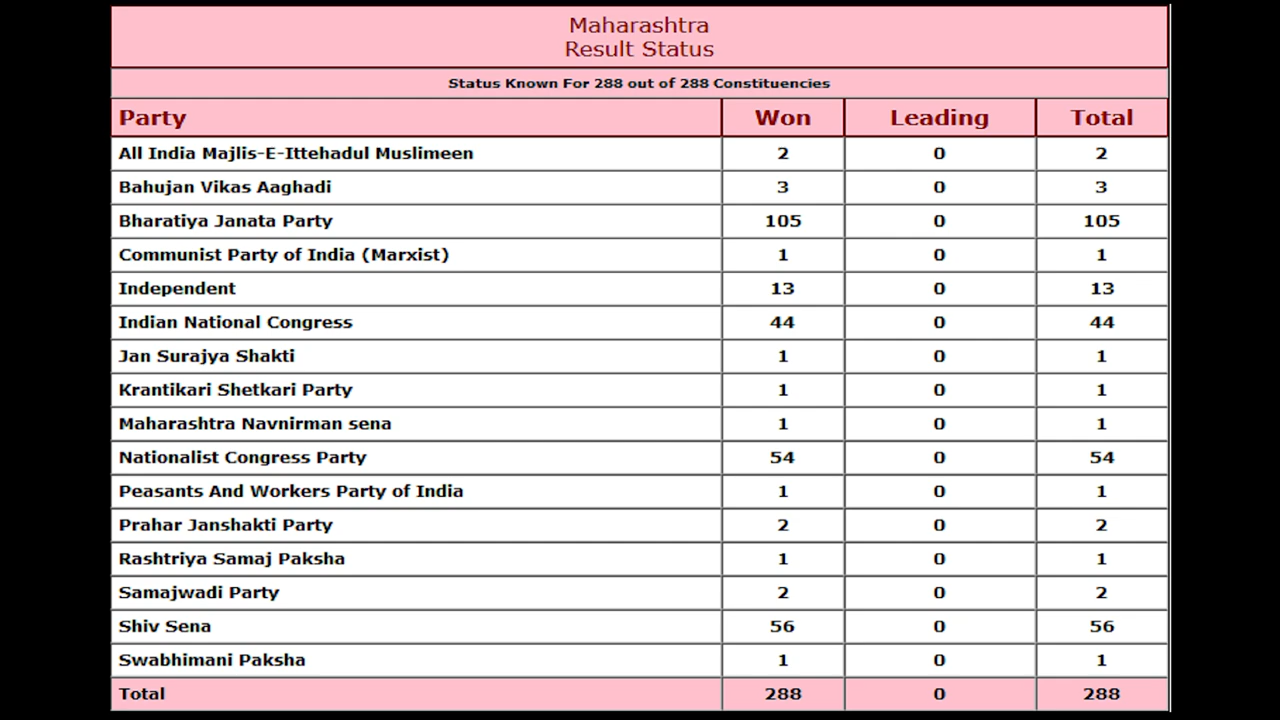 Maharashtra
Result Status
Status Known For 288 out of 288 Constituencies
Party Won Leading Total
All India Majlis-E-Ittehadul Muslimeen 2 0 2
Bahujan Vikas Aaghadi 3 0 3
Bharatiya Janata Party 105 0 105
Communist Party of India (Marxist) 1 0 1
Independent 13 0 13
Indian National Congress 44 0 44
Jan Surajya Shakti 1 0 1
Krantikari Shetkari Party 1 0 1
Maharashtra Navnirman sena 1 0 1
Nationalist Congress Party 54 0 54
Peasants And Workers Party of India 1 0 1
Prahar Janshakti Party 2 0 2
Rashtriya Samaj Paksha 1 0 1
Samajwadi Party 2 0 2
Shiv Sena 56 0 56
Swabhimani Paksha 1 0 1
Total 288 0 288